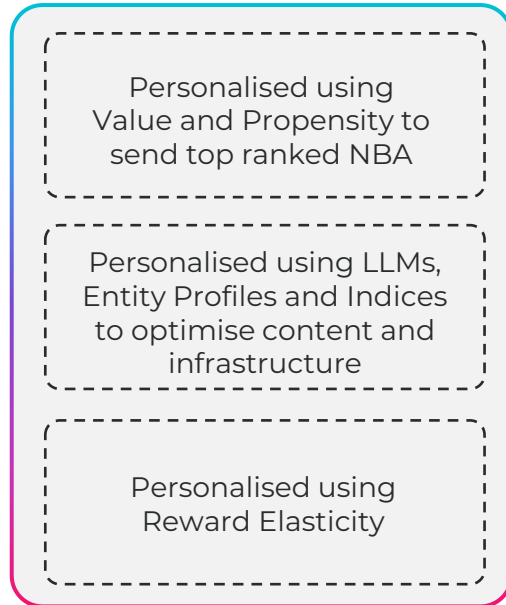 Personalised using
Value and Propensity to
send top ranked NBA
Personalised using LLMs,
Entity Profiles and Indices
to optimise content and
infrastructure
Personalised using
Reward Elasticity